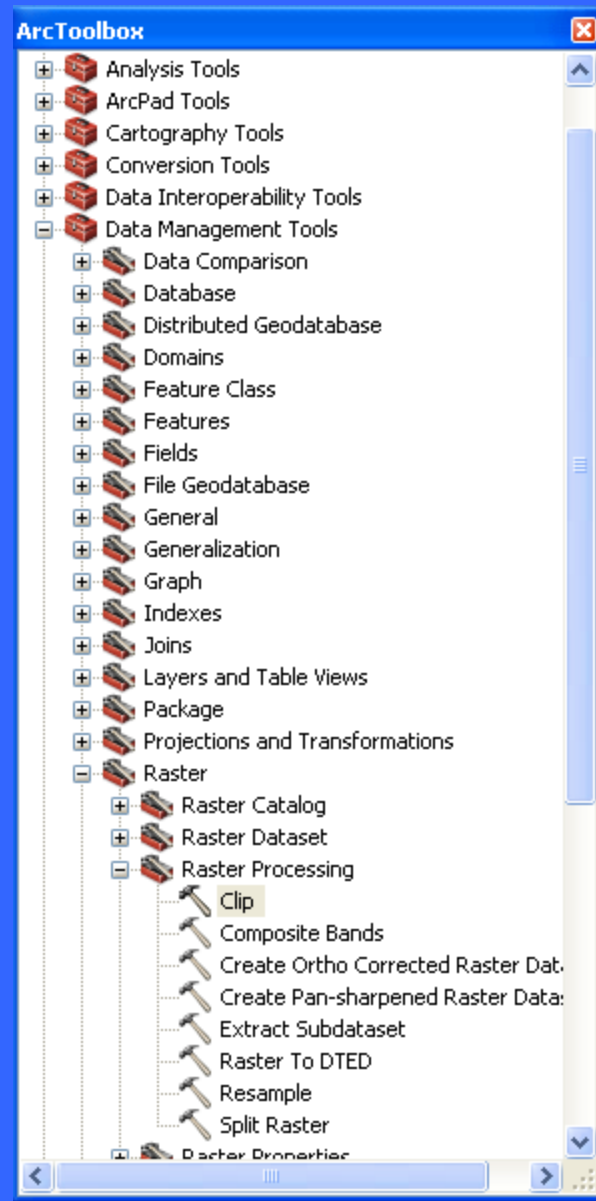 ArcToolbox
Analysis Tools
ArcPad Tools
Cartography Tools
Conversion Tools
Data Interoperability Tools
Data Management Tools
Data Comparison
Database
Distributed Geodatabase
Domains
Feature Class
Features
Fields
File Geodatabase
General
Generalization
Graph
Indexes
Joins
Layers and Table Views
Package
Projections and Transformations
Raster
Raster Catalog
Raster Dataset
Raster Processing
Clip
Composite Bands
Create Ortho Corrected Raster Dat
Create Pan-sharpened Raster Datas
Extract Subdataset
Raster To DTED
Resample
Split Raster
Raster Properties